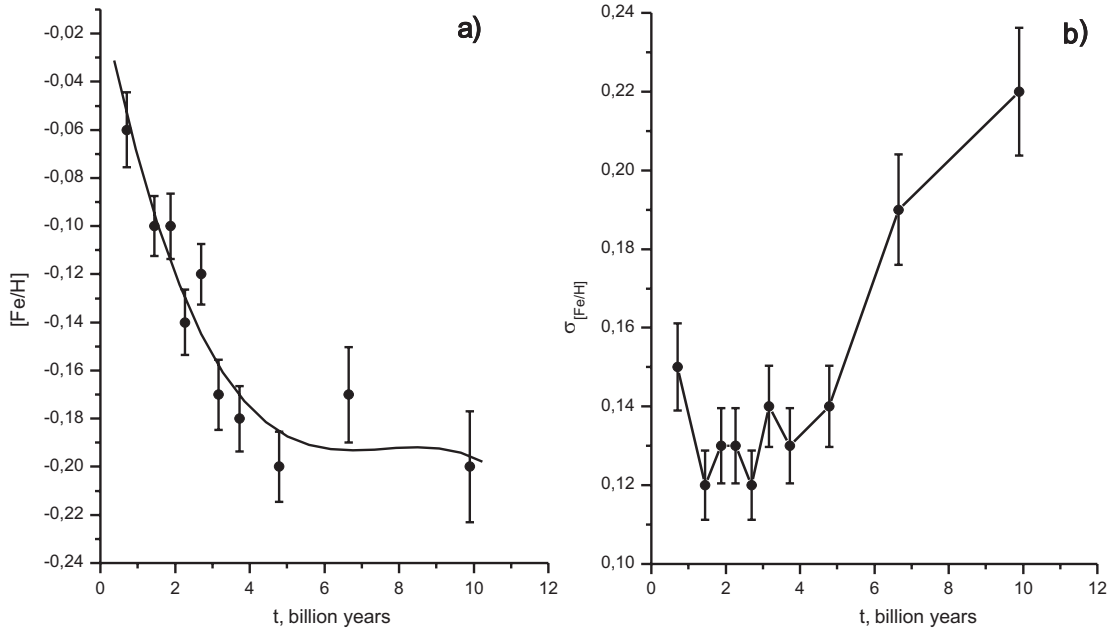 a)
-0,02
-0,04
-0,06
-0,08
-0,10
-0,12
-0,14
-0,16
-0,18
-0,20
-0,22
-0,24
[Fe/H]
0 2 4 6 8 10 12
t, billion years
b)
0,24
0,22
0,20
0,18
0,16
0,14
0,12
0,10
σ[Fe/H]
0 2 4 6 8 10 12
t, billion years